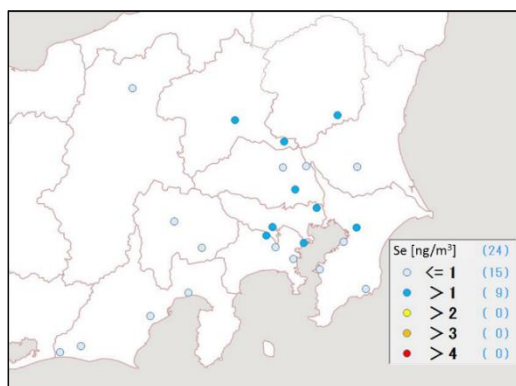 Se [ng/m³] (24)
<= 1 (15)
> 1 ( 9)
> 2 ( 0)
> 3 ( 0)
> 4 ( 0)